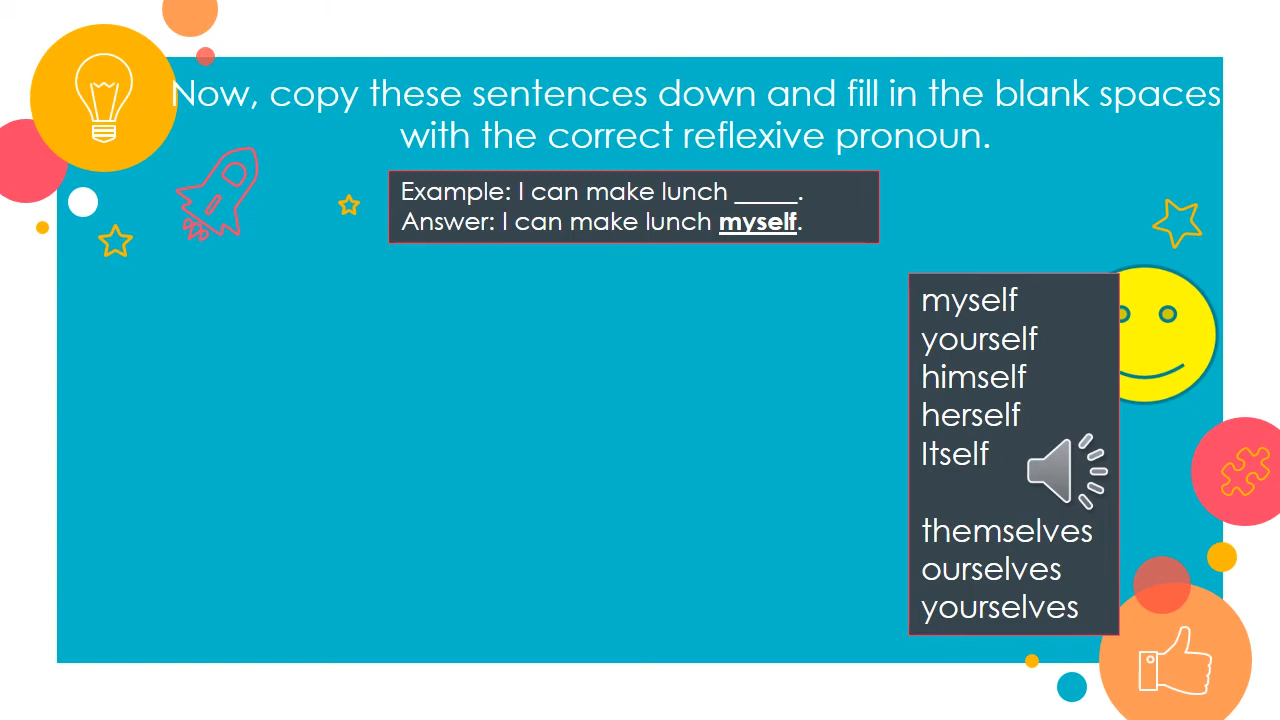 Now, copy these sentences down and fill in the blank spaces
with the correct reflexive pronoun.
Example: I can make lunch _____.
Answer: I can make lunch myself.
myself
yourself
himself
herself
Itself
themselves
ourselves
yourselves